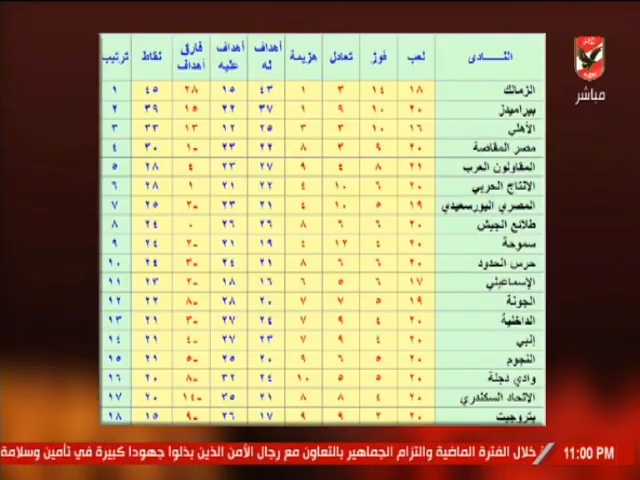 النـــادى لعب فوز تعادل هزيمة أهداف له أهداف عليه فارق أهداف نقاط ترتيب
الزمالك ١٨ ١٤ ٣ ١ ٤٣ ١٥ ٢٨ ٤٥ ١
بيراميدز ٢٠ ١٠ ٩ ١ ٣٧ ٢٢ ١٥ ٣٩ ٢
الأهلي ١٦ ١٠ ٣ ٣ ٢٥ ١٢ ١٣ ٣٣ ٣
مصر المقاصة ٢٠ ٩ ٣ ٨ ٢٢ ٢٣ -١ ٣٠ ٤
المقاولون العرب ٢١ ٨ ٤ ٩ ٢٧ ٢٣ ٤ ٢٨ ٥
الانتاج الحربي ٢٠ ٦ ١٠ ٤ ٢٢ ٢١ ١ ٢٨ ٦
المصري البورسعيدي ١٩ ٥ ١٠ ٤ ٢١ ٢٣ -٣ ٢٥ ٧
طلائع الجيش ٢٠ ٦ ٦ ٨ ٢٦ ٢٦ ٠ ٢٤ ٨
سموحة ٢٠ ٤ ١٢ ٤ ١٩ ٢١ -٢ ٢٤ ٩
حرس الحدود ٢٠ ٦ ٦ ٨ ٢١ ٢٤ -٣ ٢٤ ١٠
الإسماعيلي ١٧ ٦ ٥ ٦ ١٦ ١٨ -٢ ٢٣ ١١
الجونة ١٩ ٥ ٧ ٧ ٢٠ ٢٨ -٨ ٢٢ ١٢
الداخلية ٢٠ ٤ ٩ ٧ ٢٤ ٢٧ -٣ ٢١ ١٣
إنبي ٢٠ ٤ ٩ ٧ ٢٣ ٢٧ -٤ ٢١ ١٤
النجوم ٢٠ ٥ ٦ ٩ ٢٠ ٢٥ -٥ ٢١ ١٥
وادي دجلة ٢٠ ٥ ٥ ١٠ ٢٤ ٣٢ -٨ ٢٠ ١٦
الاتحاد السكندري ٢٠ ٤ ٨ ٨ ٢١ ٣٥ -١٤ ٢٠ ١٧
بتروجيت ٢٠ ٢ ٩ ٩ ١٧ ٢٦ -٩ ١٥ ١٨
مباشر
11:00 PM
خلال الفترة الماضية والتزام الجماهير بالتعاون مع رجال الأمن الذين بذلوا جهودا كبيرة في تأمين وسلامة